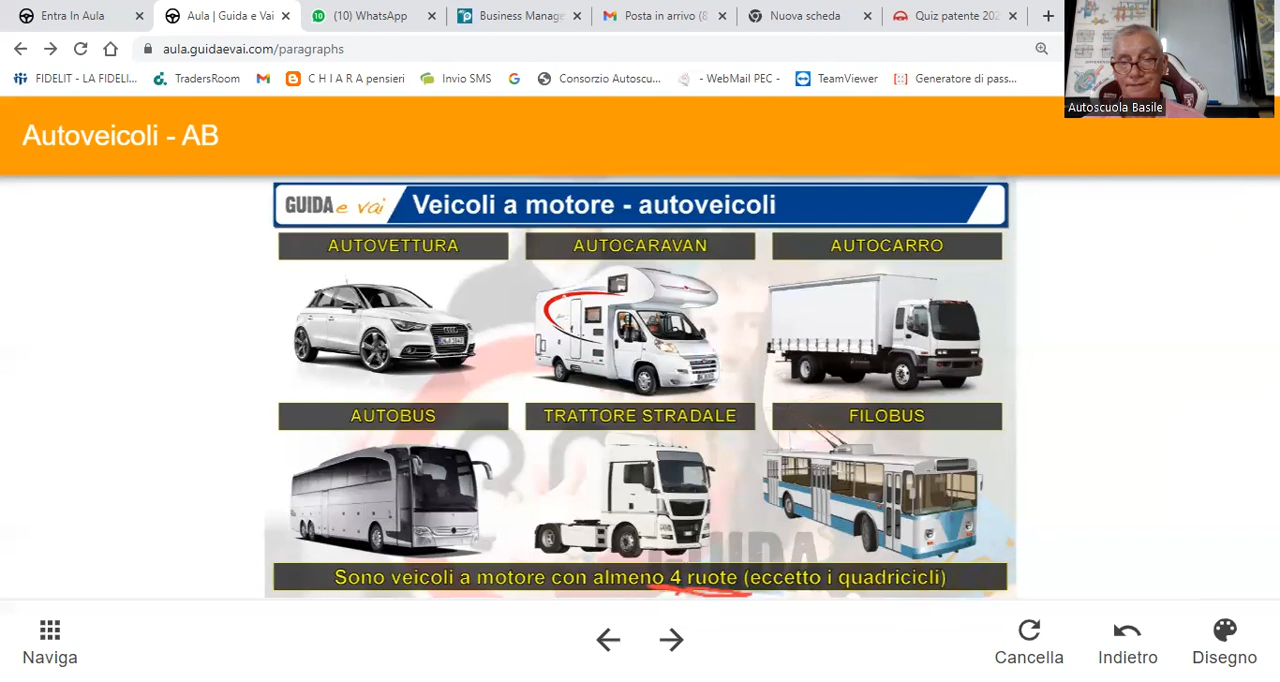 Entra In Aula
Aula | Guida e Vai
(10) WhatsApp
Business Manage
Posta in arrivo (8
Nuova scheda
Quiz patente 202
aula.guidaevai.com/paragraphs
FIDELIT - LA FIDELI...
TradersRoom
C H I A R A pensieri
Invio SMS
Consorzio Autoscu...
- WebMail PEC -
TeamViewer
Generatore di pass...
Autoscuola Basile
Autoveicoli - AB
GUIDA e vai
Veicoli a motore - autoveicoli
AUTOVETTURA
AUTOCARAVAN
AUTOCARRO
AUTOBUS
TRATTORE STRADALE
FILOBUS
GUIDA
Sono veicoli a motore con almeno 4 ruote (eccetto i quadricicli)
Naviga
Cancella
Indietro
Disegno